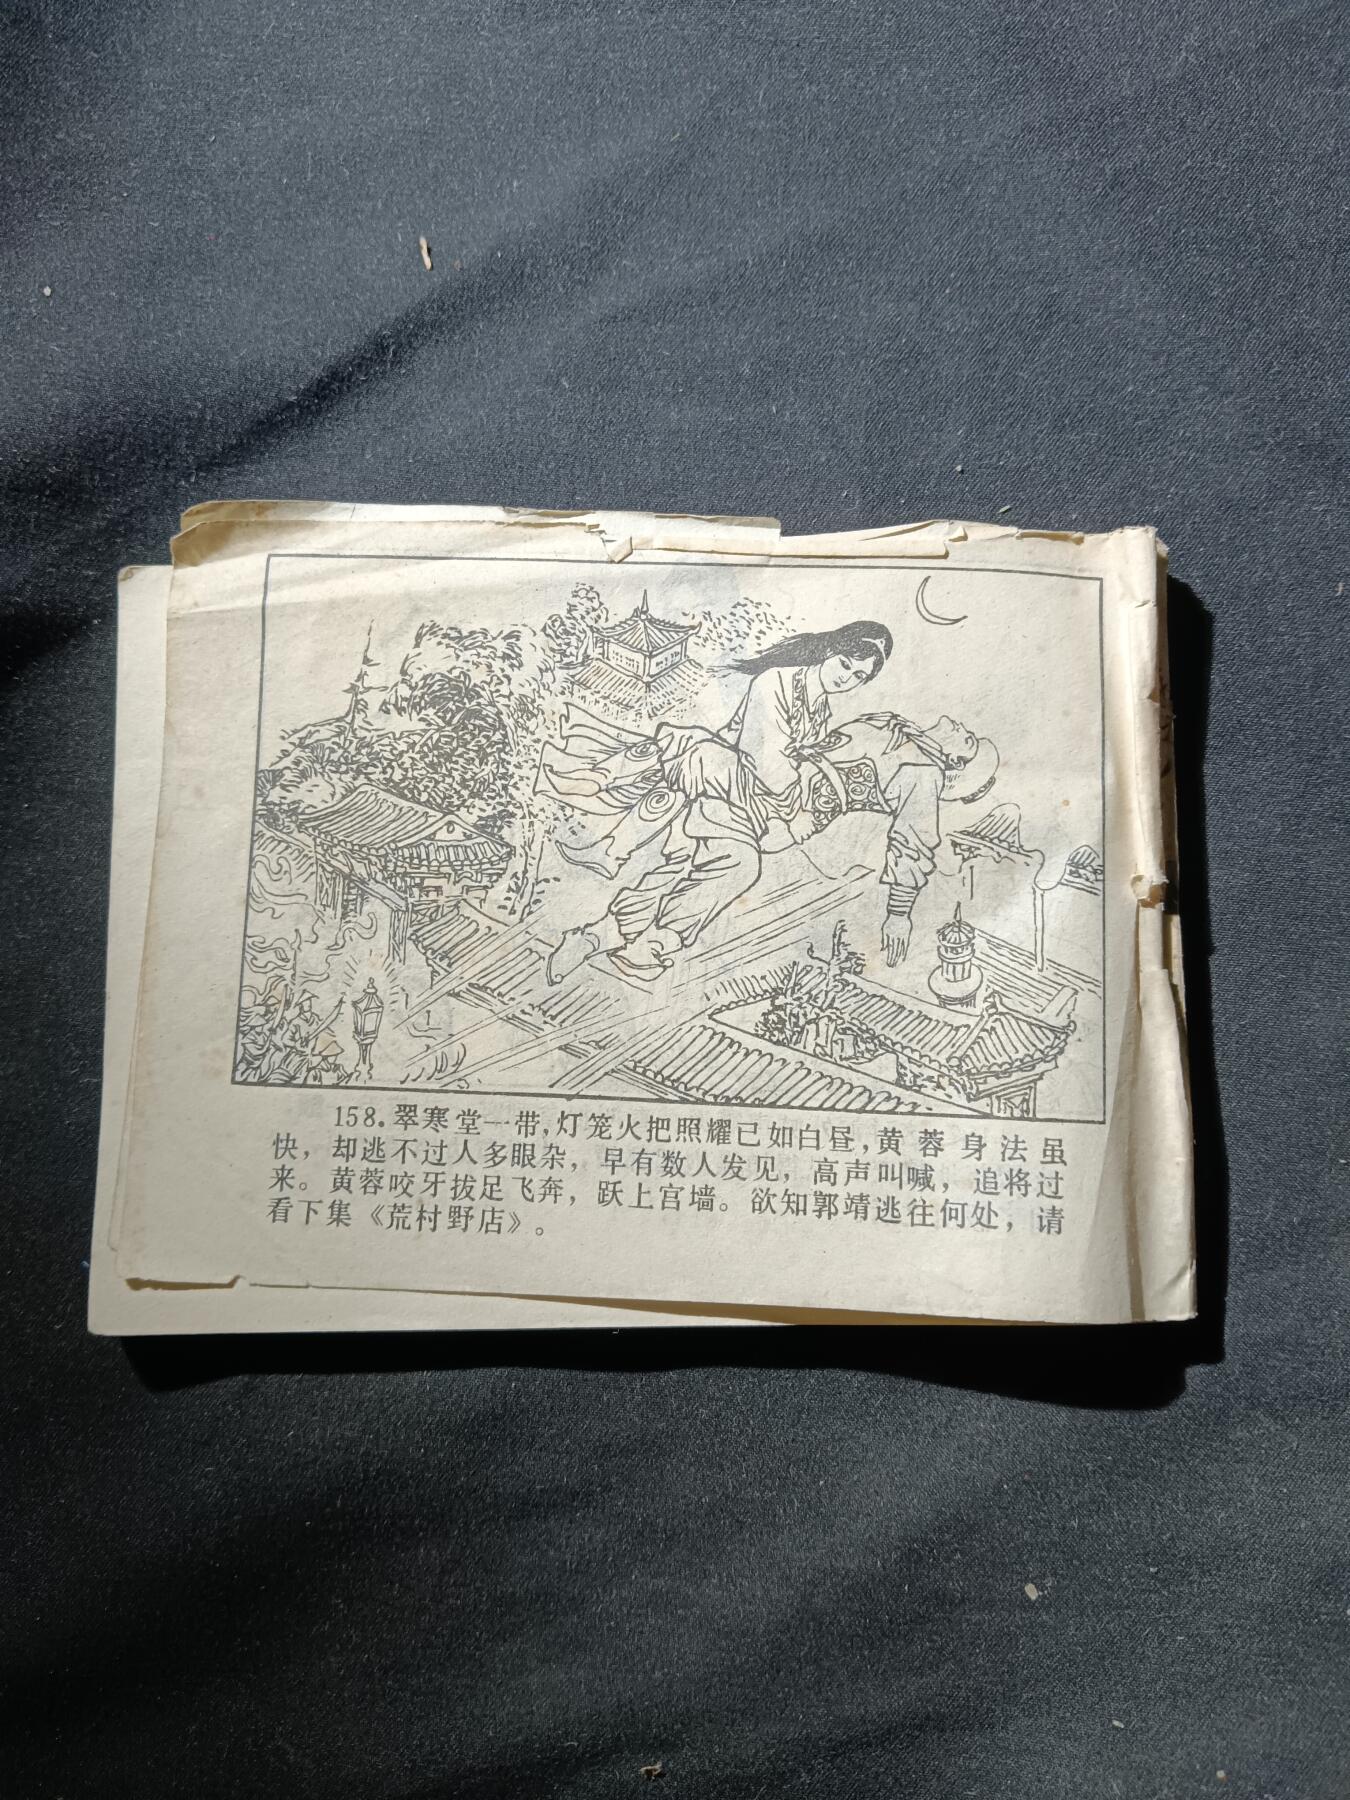 158.翠寒堂一带,灯笼火把照耀已如白昼,黄蓉身法虽
快，却逃不过人多眼杂，早有数人发见，高声叫喊，追将过
来。黄蓉咬牙拔足飞奔，跃上宫墙。欲知郭靖逃往何处，请
看下集《荒村野店》。